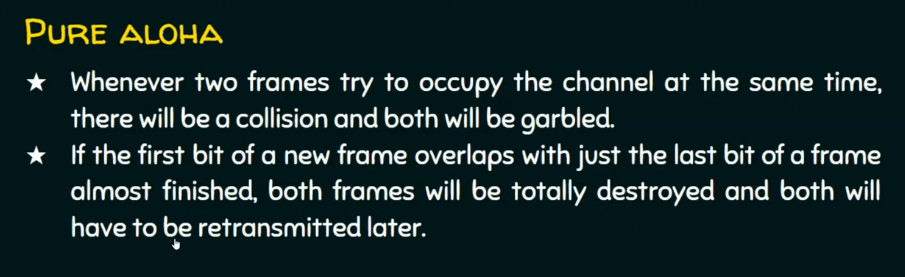 PURE ALOHA
★ Whenever two frames try to occupy the channel at the same time,
there will be a collision and both will be garbled.
★ If the first bit of a new frame overlaps with just the last bit of a frame
almost finished, both frames will be totally destroyed and both will
have to be retransmitted later.